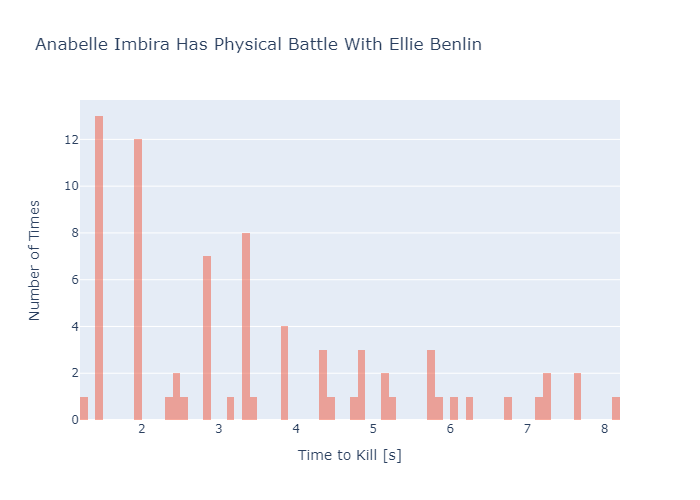 Anabelle Imbira Has Physical Battle With Ellie Benlin
Number of Times
12
10
8
6
4
2
0
2 3 4 5 6 7 8
Time to Kill [s]